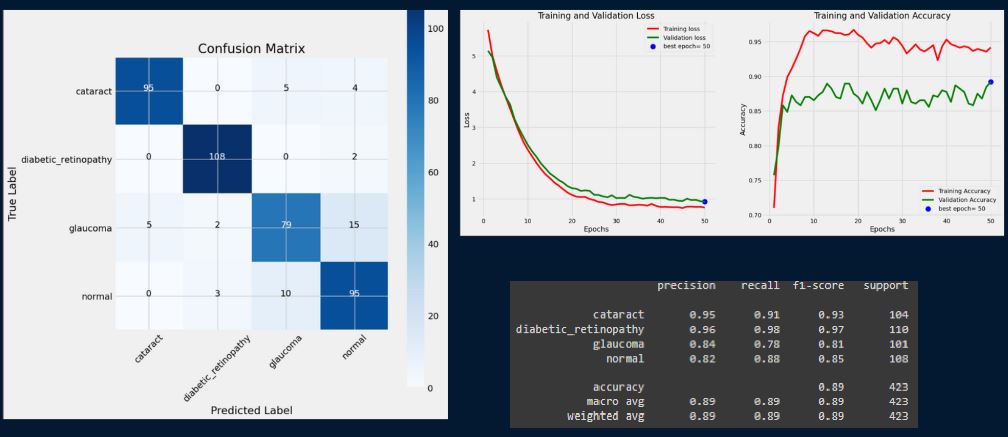 Confusion Matrix
100
80
60
40
20
0
True Label
cataract
95 0 5 4
diabetic_retinopathy
0 108 0 2
glaucoma
5 2 79 15
normal
0 3 10 95
cataract
diabetic_retinopathy
glaucoma
normal
Predicted Label
Training and Validation Loss
Training loss
Validation loss
best epoch= 50
Loss
5
4
3
2
1
0 10 20 30 40 50
Epochs
Training and Validation Accuracy
Accuracy
0.95
0.90
0.85
0.80
0.75
0.70
Training Accuracy
Validation Accuracy
best epoch= 50
0 10 20 30 40 50
Epochs
precision recall f1-score support
cataract 0.95 0.91 0.93 104
diabetic_retinopathy 0.96 0.98 0.97 110
glaucoma 0.84 0.78 0.81 101
normal 0.82 0.88 0.85 108
accuracy 0.89 423
macro avg 0.89 0.89 0.89 423
weighted avg 0.89 0.89 0.89 423